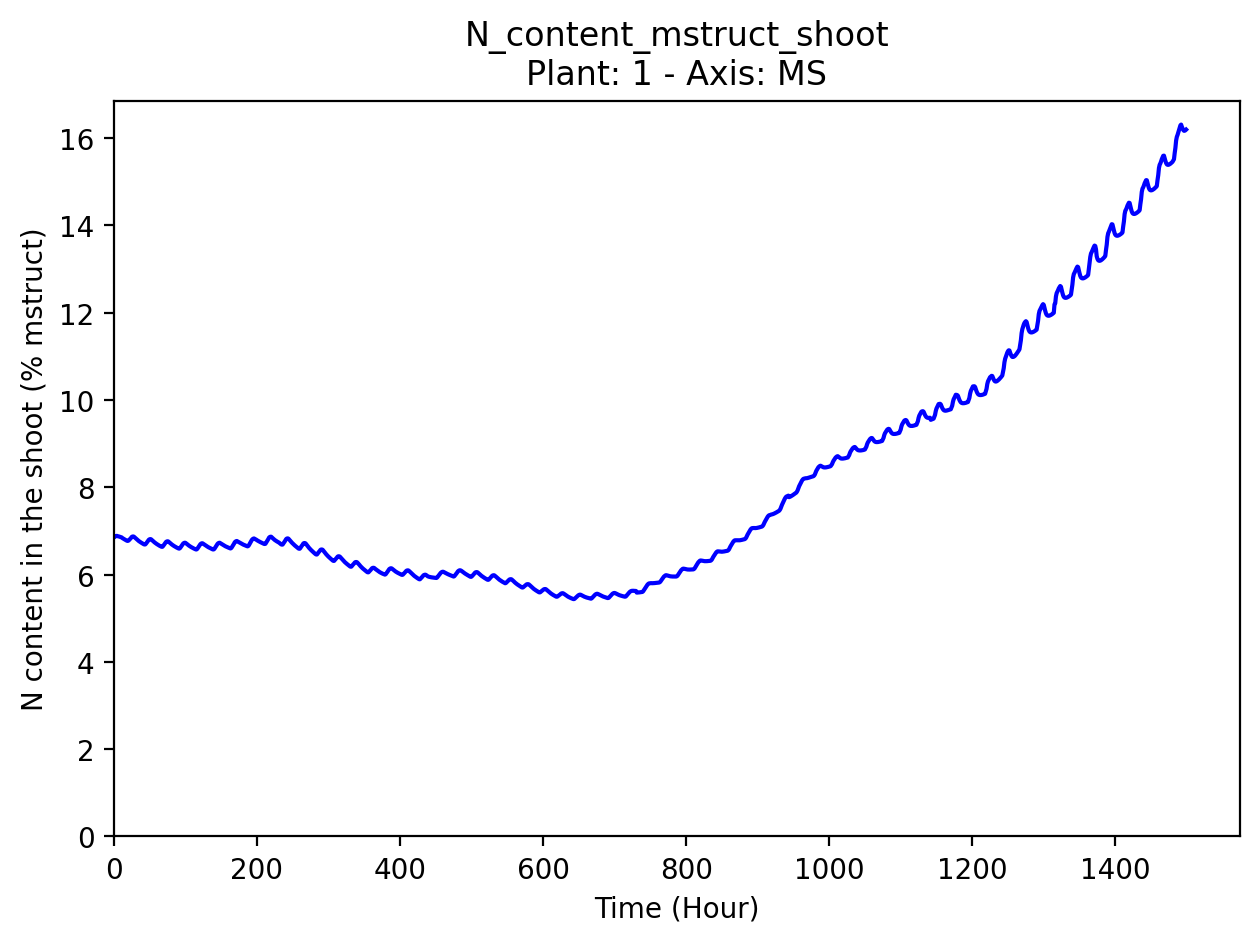 N_content_mstruct_shoot
Plant: 1 - Axis: MS
N content in the shoot (% mstruct)
16
14
12
10
8
6
4
2
0
0 200 400 600 800 1000 1200 1400
Time (Hour)